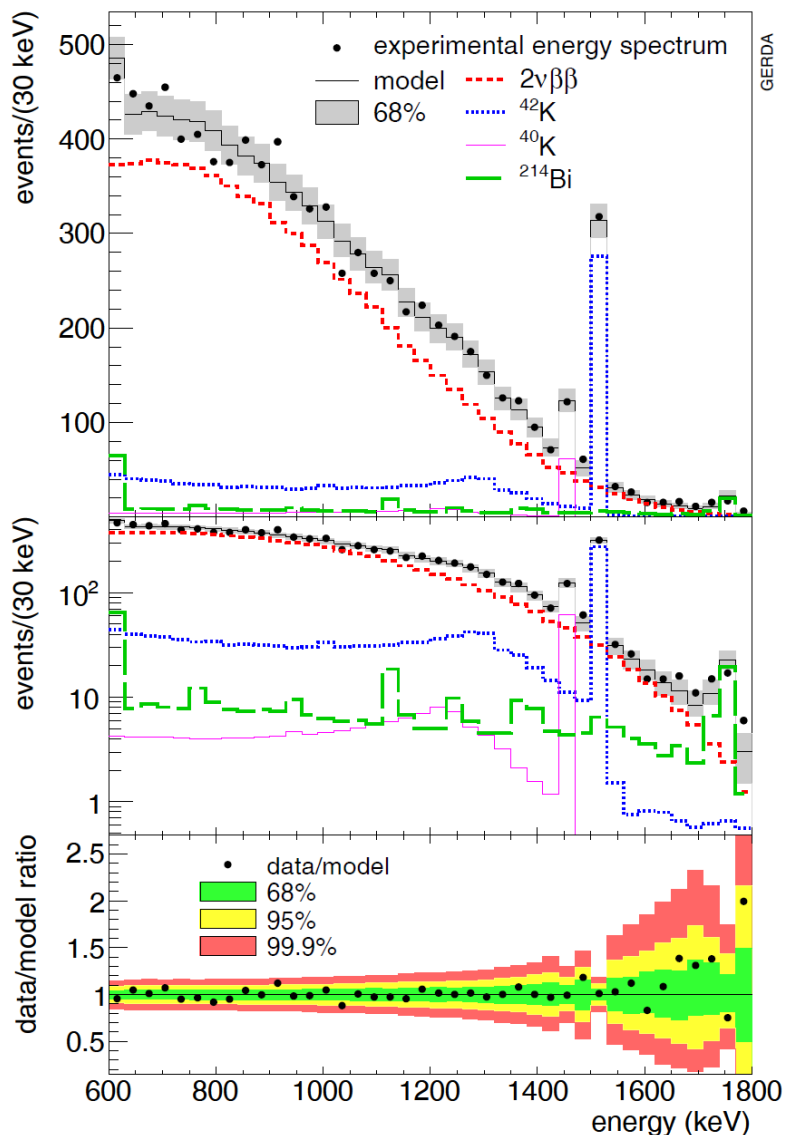 GERDA
events/(30 keV)
500
400
300
200
100
experimental energy spectrum
model
68%
2νββ
⁴²K
⁴⁰K
²¹⁴Bi
events/(30 keV)
10²
10
1
data/model ratio
2.5
2
1.5
1
0.5
data/model
68%
95%
99.9%
600 800 1000 1200 1400 1600 1800
energy (keV)